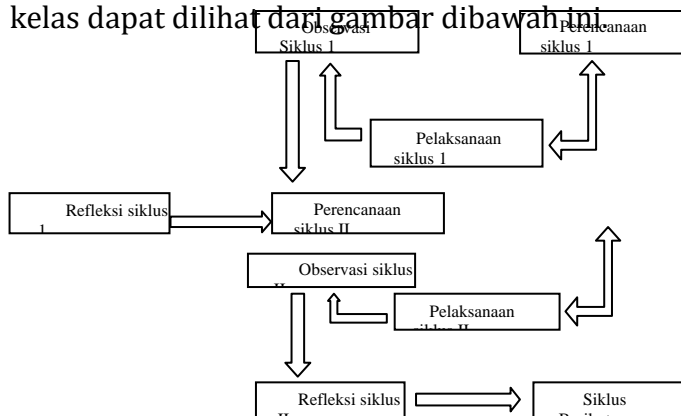 kelas dapat dilihat dari gambar dibawah ini.
Observasi
Siklus 1
Perencanaan
siklus 1
Pelaksanaan
siklus 1
Refleksi siklus
1
Perencanaan
siklus II
Observasi siklus
II
Pelaksanaan
siklus II
Refleksi siklus
II
Siklus